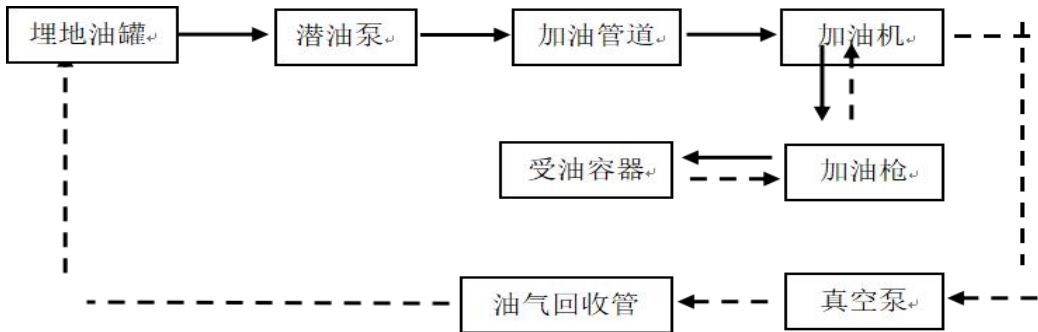 埋地油罐
潜油泵
加油管道
加油机
受油容器
加油枪
油气回收管
真空泵